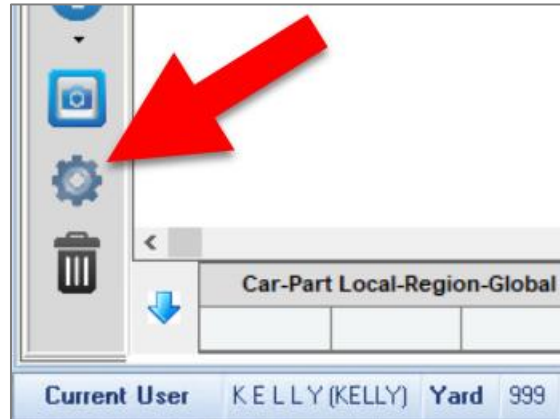 Car-Part Local-Region-Global
Current User K E L L Y (KELLY) Yard 999